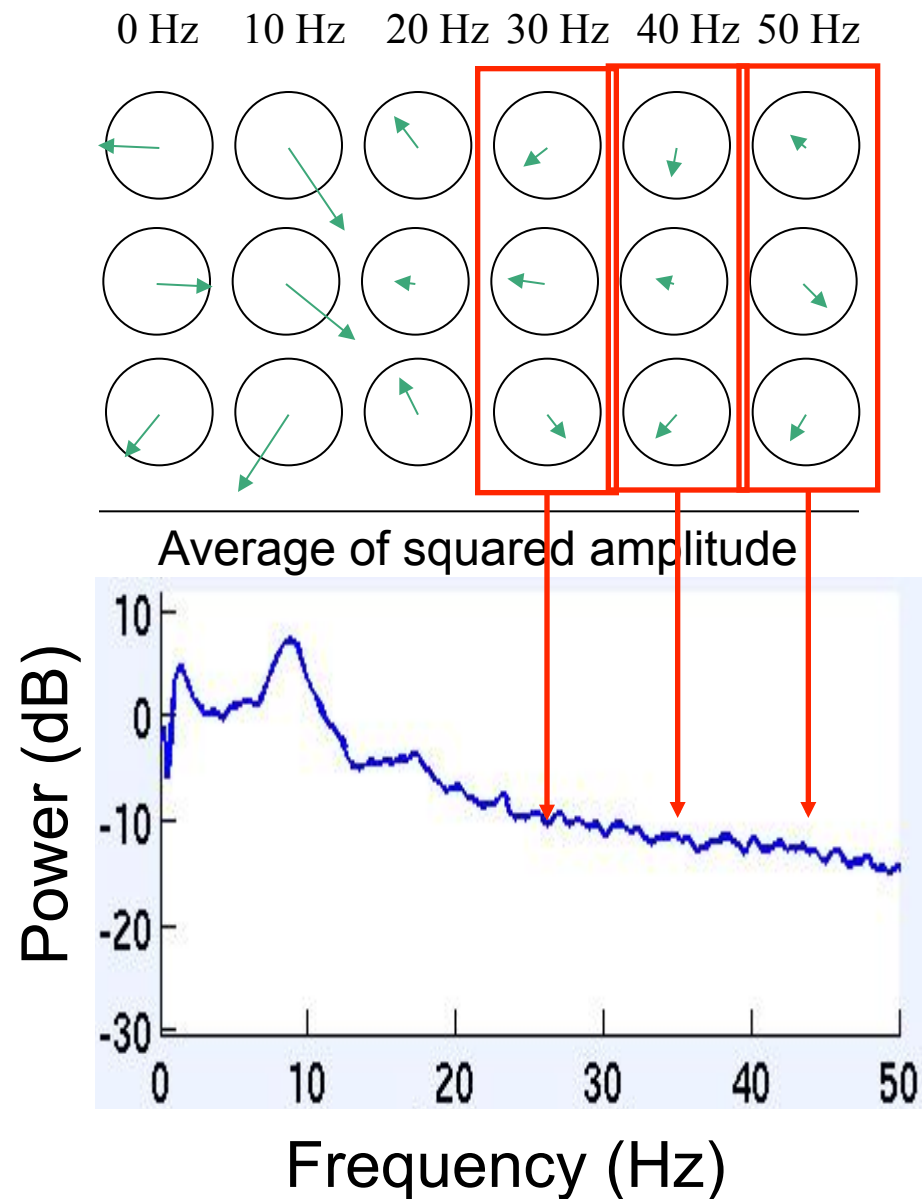 0 Hz 10 Hz 20 Hz 30 Hz 40 Hz 50 Hz
Average of squared amplitude
Power (dB)
10
0
-10
-20
-30
0 10 20 30 40 50
Frequency (Hz)